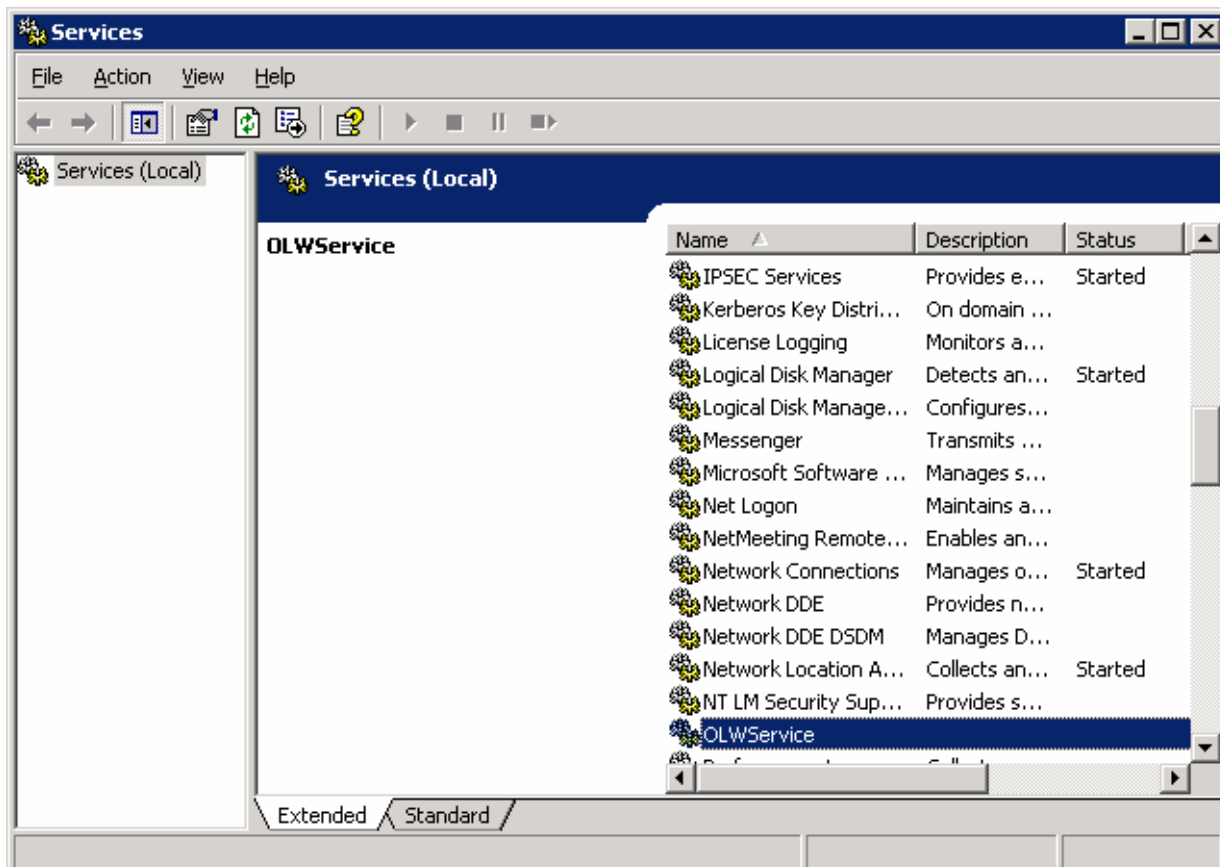 Services
File Action View Help
Services (Local)
Services (Local)
OLWService
Name Description Status
IPSEC Services Provides e... Started
Kerberos Key Distri... On domain ...
License Logging Monitors a...
Logical Disk Manager Detects an... Started
Logical Disk Manage... Configures...
Messenger Transmits ...
Microsoft Software ... Manages s...
Net Logon Maintains a...
NetMeeting Remote... Enables an...
Network Connections Manages o... Started
Network DDE Provides n...
Network DDE DSDM Manages D...
Network Location A... Collects an... Started
NT LM Security Sup... Provides s...
OLWService
Extended Standard